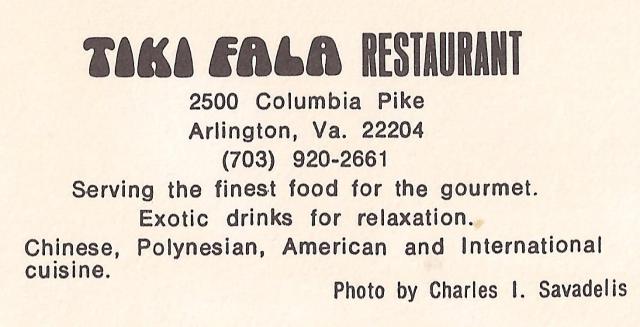 TIKI FALA RESTAURANT
2500 Columbia Pike
Arlington, Va. 22204
(703) 920-2661
Serving the finest food for the gourmet.
Exotic drinks for relaxation.
Chinese, Polynesian, American and International
cuisine.
Photo by Charles I. Savadelis